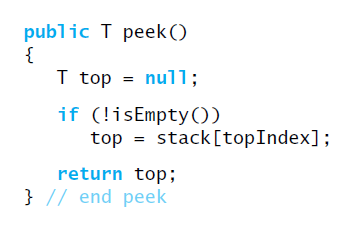 public T peek()
{
   T top = null;
   if (!isEmpty())
      top = stack[topIndex];
   return top;
} // end peek